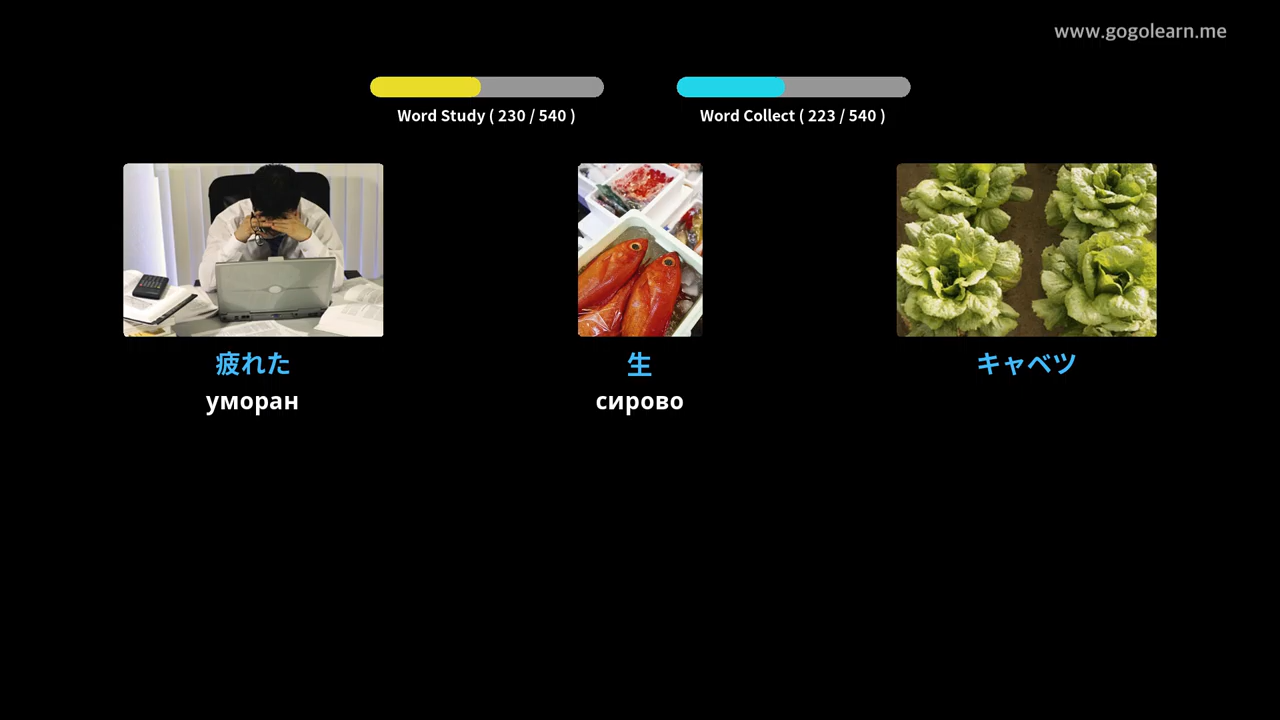 www.gogolearn.me
Word Study ( 230 / 540 )
Word Collect ( 223 / 540 )
疲れた
уморан
生
сирово
キャベツ